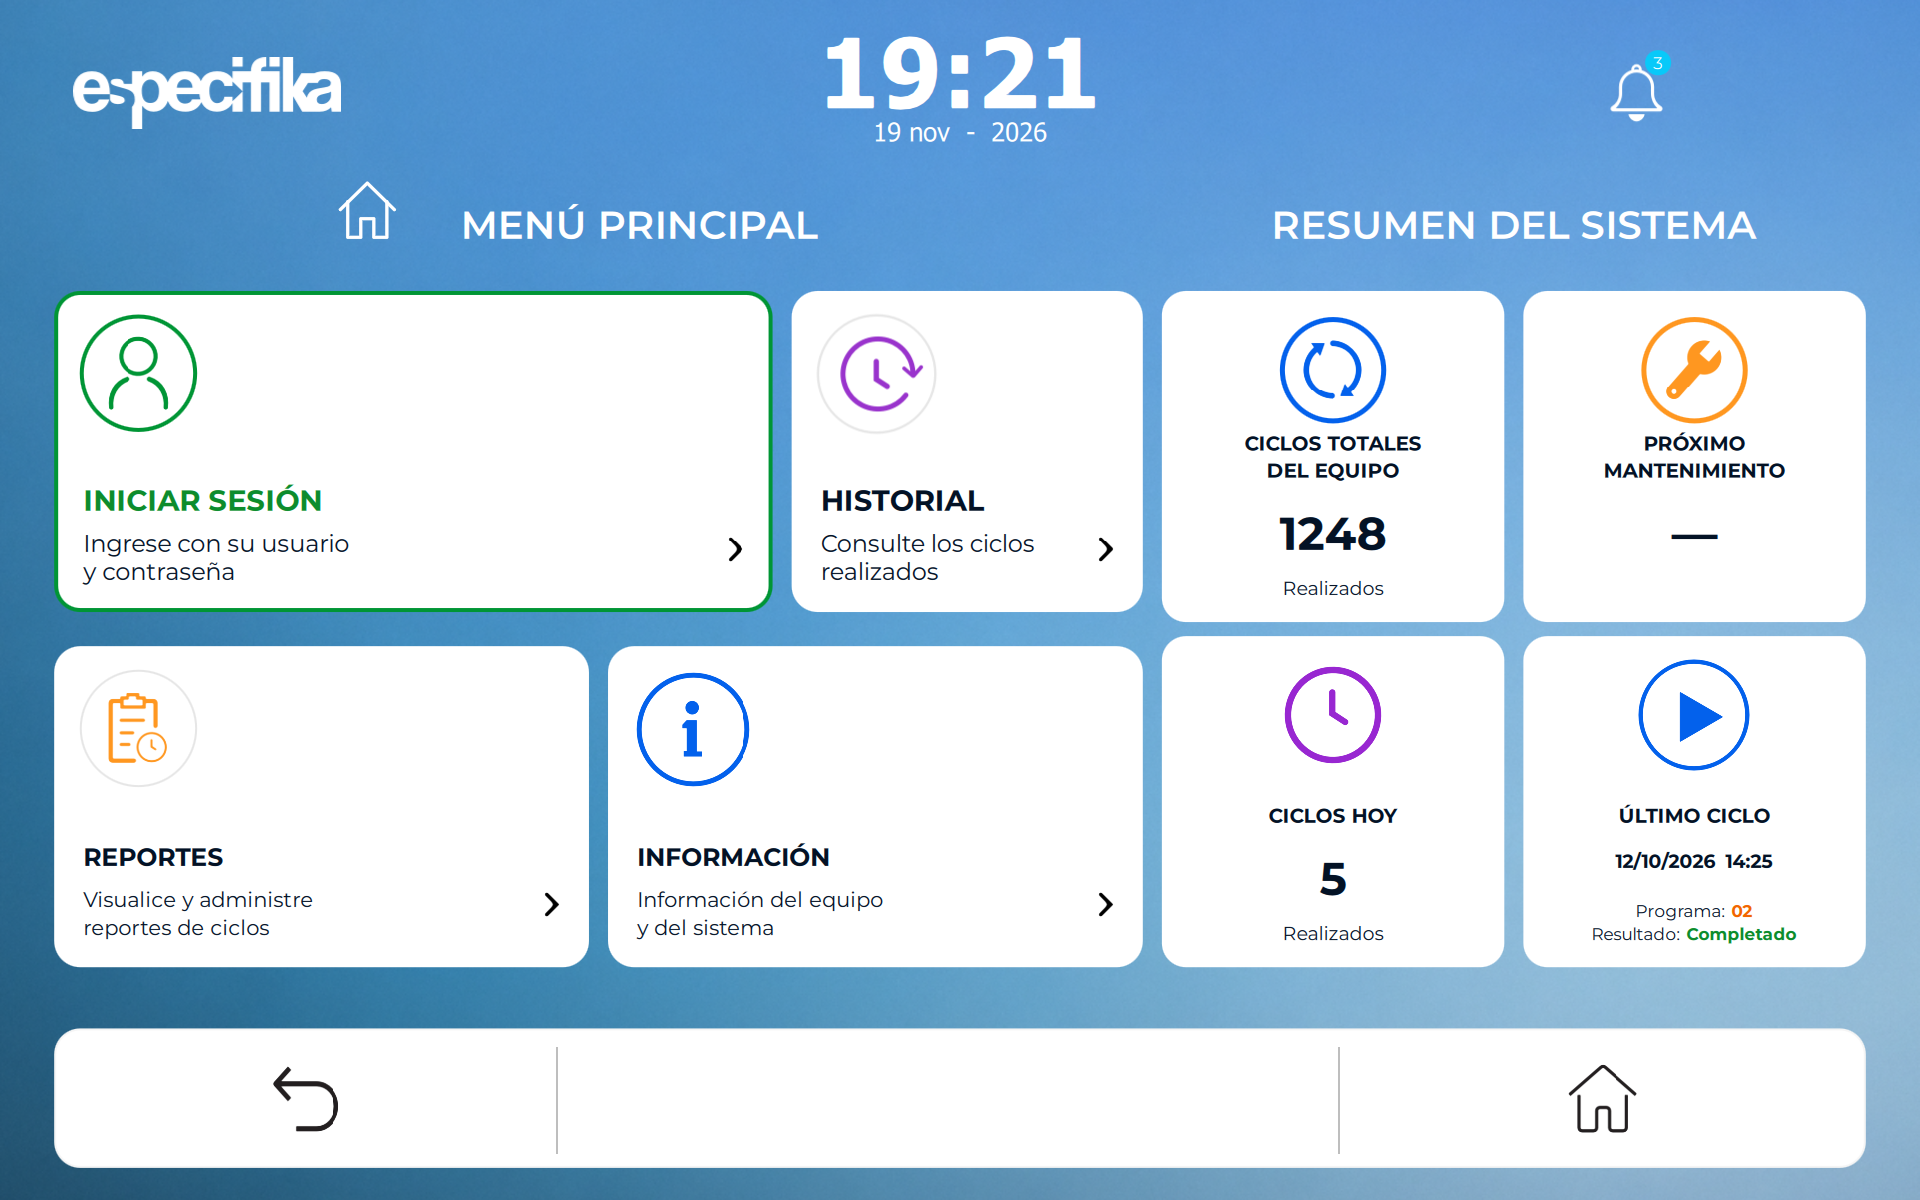 especifika
19:21
19 nov - 2026
3
MENÚ PRINCIPAL
RESUMEN DEL SISTEMA
INICIAR SESIÓN
Ingrese con su usuario
y contraseña
HISTORIAL
Consulte los ciclos
realizados
CICLOS TOTALES
DEL EQUIPO
1248
Realizados
PRÓXIMO
MANTENIMIENTO
—
REPORTES
Visualice y administre
reportes de ciclos
INFORMACIÓN
Información del equipo
y del sistema
CICLOS HOY
5
Realizados
ÚLTIMO CICLO
12/10/2026 14:25
Programa: 02
Resultado: Completado